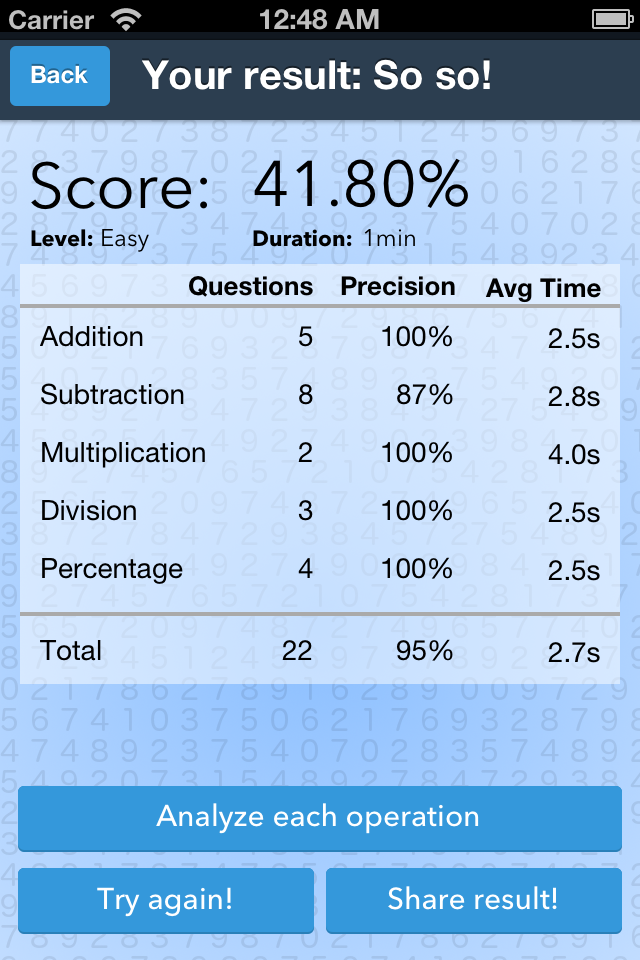 Carrier 12:48 AM
Back Your result: So so!
Score: 41.80%
Level: Easy Duration: 1min
Questions Precision Avg Time
Addition 5 100% 2.5s
Subtraction 8 87% 2.8s
Multiplication 2 100% 4.0s
Division 3 100% 2.5s
Percentage 4 100% 2.5s
Total 22 95% 2.7s
Analyze each operation
Try again! Share result!